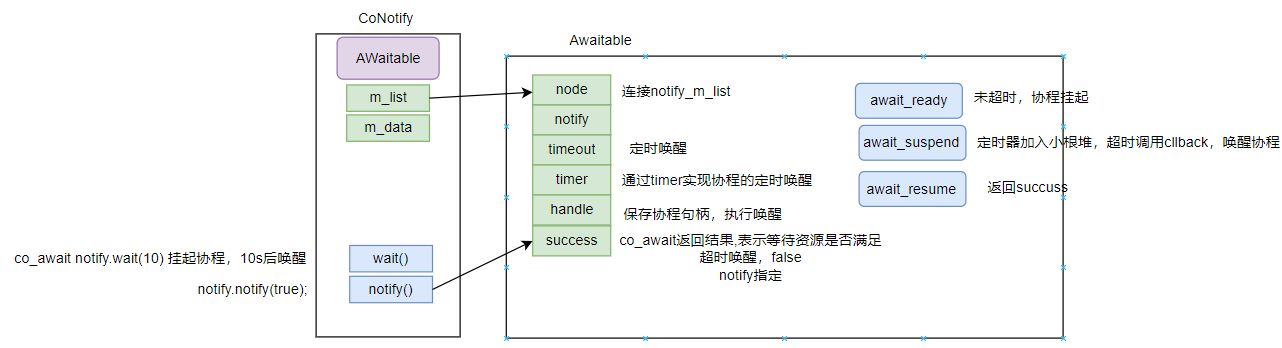 CoNotify
AWaitable
m_list
m_data
co_await notify.wait(10) 挂起协程，10s后唤醒
wait()
notify.notify(true);
notify()
Awaitable
node
连接notify_m_list
notify
timeout
定时唤醒
timer
通过timer实现协程的定时唤醒
handle
保存协程句柄，执行唤醒
success
co_await返回结果,表示等待资源是否满足
超时唤醒，false
notify指定
await_ready
未超时，协程挂起
await_suspend
定时器加入小根堆，超时调用cllback，唤醒协程
await_resume
返回succuss